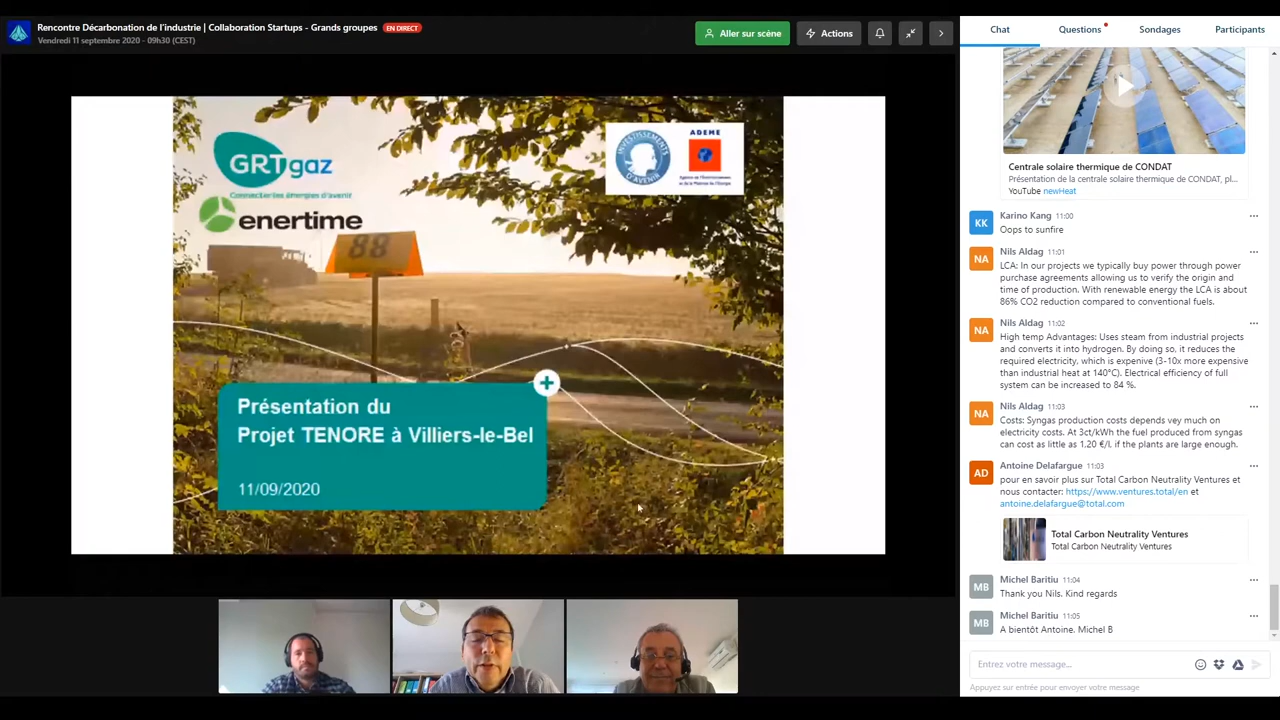 Rencontre Décarbonation de l'industrie | Collaboration Startups - Grands groupes EN DIRECT
Vendredi 11 septembre 2020 - 09h30 (CEST)
Aller sur scène
Actions
GRTgaz
Connecter les énergies d'avenir
enertime
INVESTISSEMENTS D'AVENIR
ADEME
Agence de l'Environnement
et de la Maîtrise de l'Energie
88
Présentation du
Projet TENORE à Villiers-le-Bel
11/09/2020
Chat Questions Sondages Participants
Centrale solaire thermique de CONDAT
Présentation de la centrale solaire thermique de CONDAT, pl...
YouTube newHeat
KK
Karino Kang 11:00
Oops to sunfire
NA
Nils Aldag 11:01
LCA: In our projects we typically buy power through power
purchase agreements allowing us to verify the origin and
time of production. With renewable energy the LCA is about
86% CO2 reduction compared to conventional fuels.
NA
Nils Aldag 11:02
High temp Advantages: Uses steam from industrial projects
and converts it into hydrogen. By doing so, it reduces the
required electricity, which is expenive (3-10x more expensive
than industrial heat at 140°C). Electrical efficiency of full
system can be increased to 84 %.
NA
Nils Aldag 11:03
Costs: Syngas production costs depends vey much on
electricity costs. At 3ct/kWh the fuel produced from syngas
can cost as little as 1.20 €/l, if the plants are large enough.
AD
Antoine Delafargue 11:03
pour en savoir plus sur Total Carbon Neutrality Ventures et
nous contacter: https://www.ventures.total/en et
antoine.delafargue@total.com
Total Carbon Neutrality Ventures
Total Carbon Neutrality Ventures
MB
Michel Baritiu 11:04
Thank you Nils. Kind regards
MB
Michel Baritiu 11:05
A bientôt Antoine. Michel B
Entrez votre message...
Appuyez sur entrée pour envoyer votre message